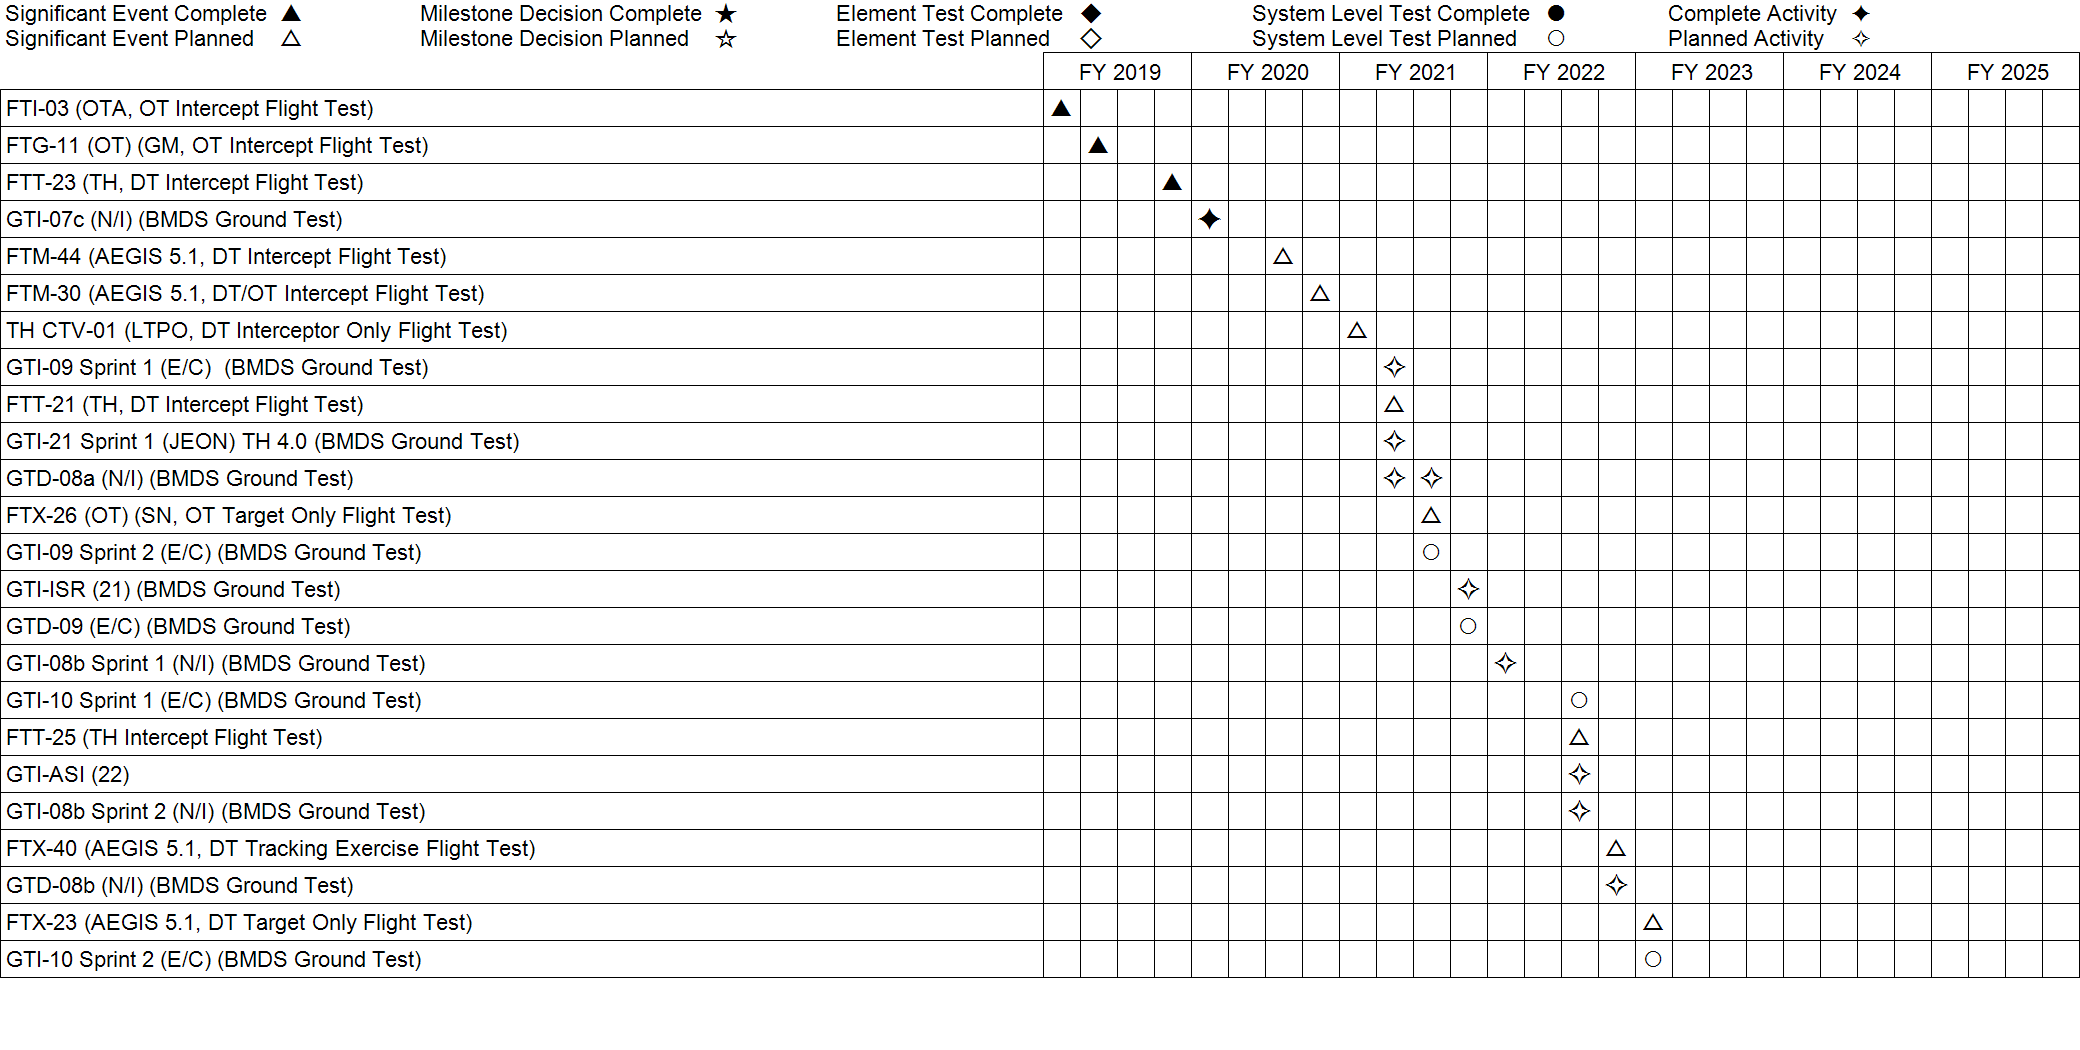 Significant Event Complete ▲ Milestone Decision Complete ★ Element Test Complete ◆ System Level Test Complete ● Complete Activity ✦
Significant Event Planned △ Milestone Decision Planned ☆ Element Test Planned ◇ System Level Test Planned ○ Planned Activity ✧
FY 2019 FY 2020 FY 2021 FY 2022 FY 2023 FY 2024 FY 2025
FTI-03 (OTA, OT Intercept Flight Test) ▲
FTG-11 (OT) (GM, OT Intercept Flight Test) ▲
FTT-23 (TH, DT Intercept Flight Test) ▲
GTI-07c (N/I) (BMDS Ground Test) ✦
FTM-44 (AEGIS 5.1, DT Intercept Flight Test) △
FTM-30 (AEGIS 5.1, DT/OT Intercept Flight Test) △
TH CTV-01 (LTPO, DT Interceptor Only Flight Test) △
GTI-09 Sprint 1 (E/C)  (BMDS Ground Test) ✧
FTT-21 (TH, DT Intercept Flight Test) △
GTI-21 Sprint 1 (JEON) TH 4.0 (BMDS Ground Test) ✧
GTD-08a (N/I) (BMDS Ground Test) ✧ ✧
FTX-26 (OT) (SN, OT Target Only Flight Test) △
GTI-09 Sprint 2 (E/C) (BMDS Ground Test) ○
GTI-ISR (21) (BMDS Ground Test) ✧
GTD-09 (E/C) (BMDS Ground Test) ○
GTI-08b Sprint 1 (N/I) (BMDS Ground Test) ✧
GTI-10 Sprint 1 (E/C) (BMDS Ground Test) ○
FTT-25 (TH Intercept Flight Test) △
GTI-ASI (22) ✧
GTI-08b Sprint 2 (N/I) (BMDS Ground Test) ✧
FTX-40 (AEGIS 5.1, DT Tracking Exercise Flight Test) △
GTD-08b (N/I) (BMDS Ground Test) ✧
FTX-23 (AEGIS 5.1, DT Target Only Flight Test) △
GTI-10 Sprint 2 (E/C) (BMDS Ground Test) ○